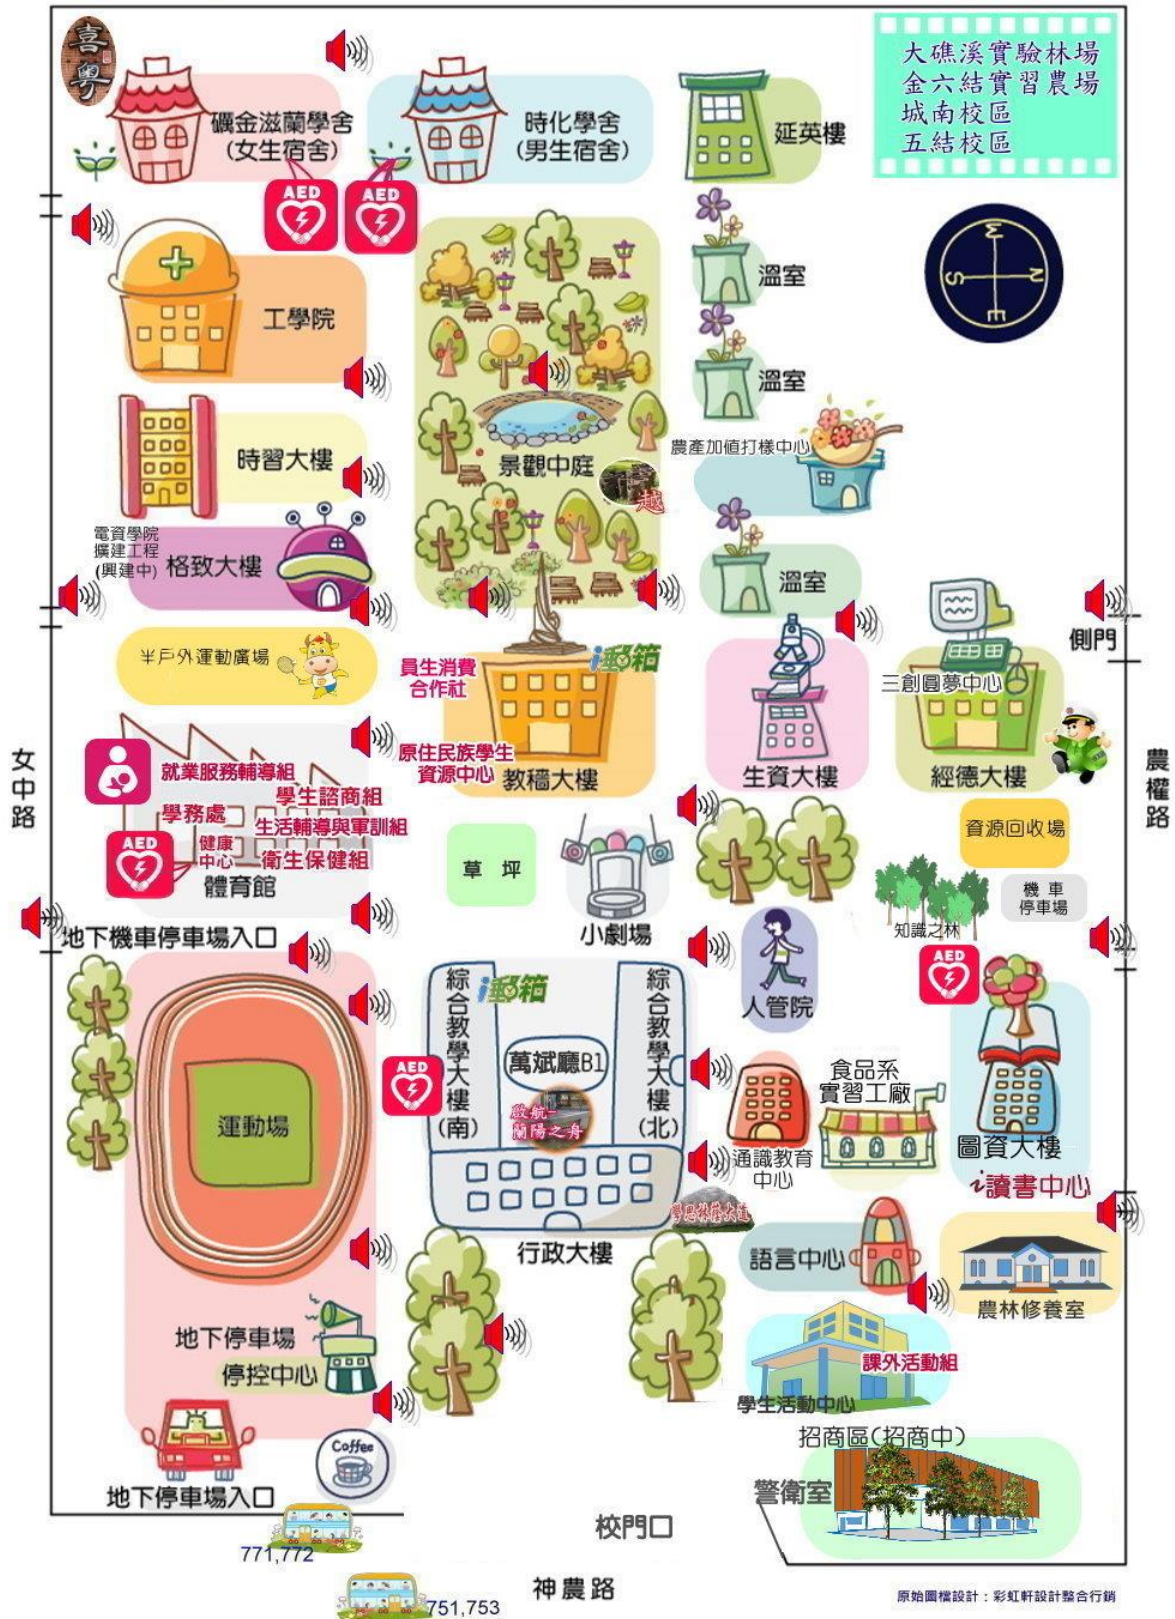 喜
粵
大礁溪實驗林場
金六結實習農場
城南校區
五結校區
礦金滋蘭學舍
(女生宿舍)
時化學舍
(男生宿舍)
延英樓
AED
AED
工學院
溫室
W
S
N
E
溫室
時習大樓
景觀中庭
越
農產加值打樣中心
電資學院
擴建工程
(興建中)
格致大樓
溫室
側門
半戶外運動廣場
員生消費
合作社
i郵箱
三創圓夢中心
原住民族學生
資源中心
教穡大樓
生資大樓
經德大樓
女中路
農權路
就業服務輔導組
學生諮商組
學務處
生活輔導與軍訓組
健康
中心
衛生保健組
AED
體育館
草坪
小劇場
資源回收場
機車
停車場
知識之林
地下機車停車場入口
AED
人管院
綜合教學大樓(南)
i郵箱
綜合教學大樓(北)
萬斌廳B1
啟航-
蘭陽之舟
AED
運動場
食品系
實習工廠
通識教育
中心
圖資大樓
i讀書中心
學思林蔭大道
行政大樓
語言中心
農林修養室
地下停車場
停控中心
課外活動組
學生活動中心
招商區(招商中)
Coffee
警衛室
地下停車場入口
校門口
771,772
神農路
751,753
原始圖檔設計：彩虹軒設計整合行銷